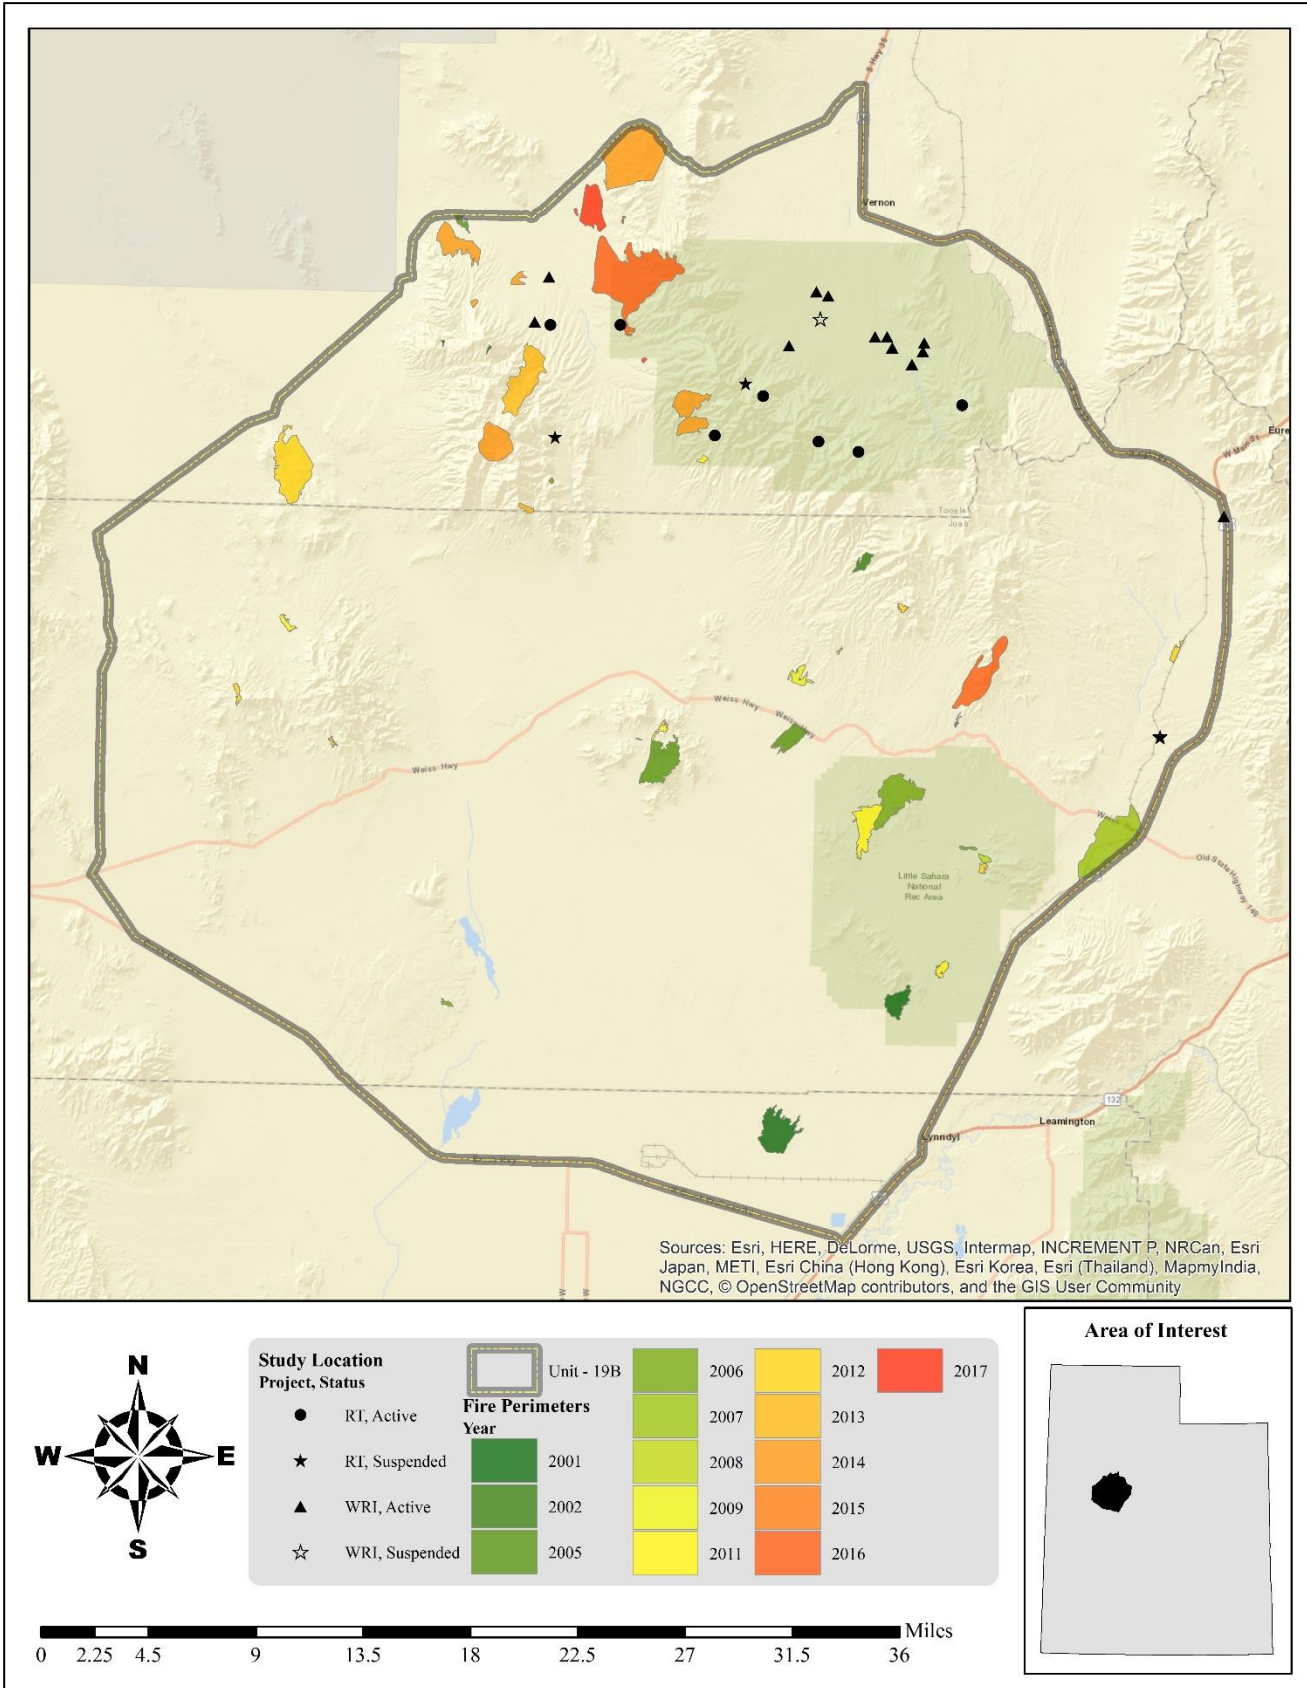 S Hwy 36
Vernon
Eure
W Main St
Tooele
Juab
Weiss Hwy
Weiss Hwy
Weiss Hwy
Old State Highway 148
Little Sahara
National
Rec Area
132
Leamington
Lynndyl
Sources: Esri, HERE, DeLorme, USGS, Intermap, INCREMENT P, NRCan, Esri
Japan, METI, Esri China (Hong Kong), Esri Korea, Esri (Thailand), MapmyIndia,
NGCC, © OpenStreetMap contributors, and the GIS User Community
N
W
E
S
Study Location
Project, Status
RT, Active
RT, Suspended
WRI, Active
WRI, Suspended
Unit - 19B
Fire Perimeters
Year
2001
2002
2005
2006
2007
2008
2009
2011
2012
2013
2014
2015
2016
2017
Miles
0 2.25 4.5 9 13.5 18 22.5 27 31.5 36
Area of Interest